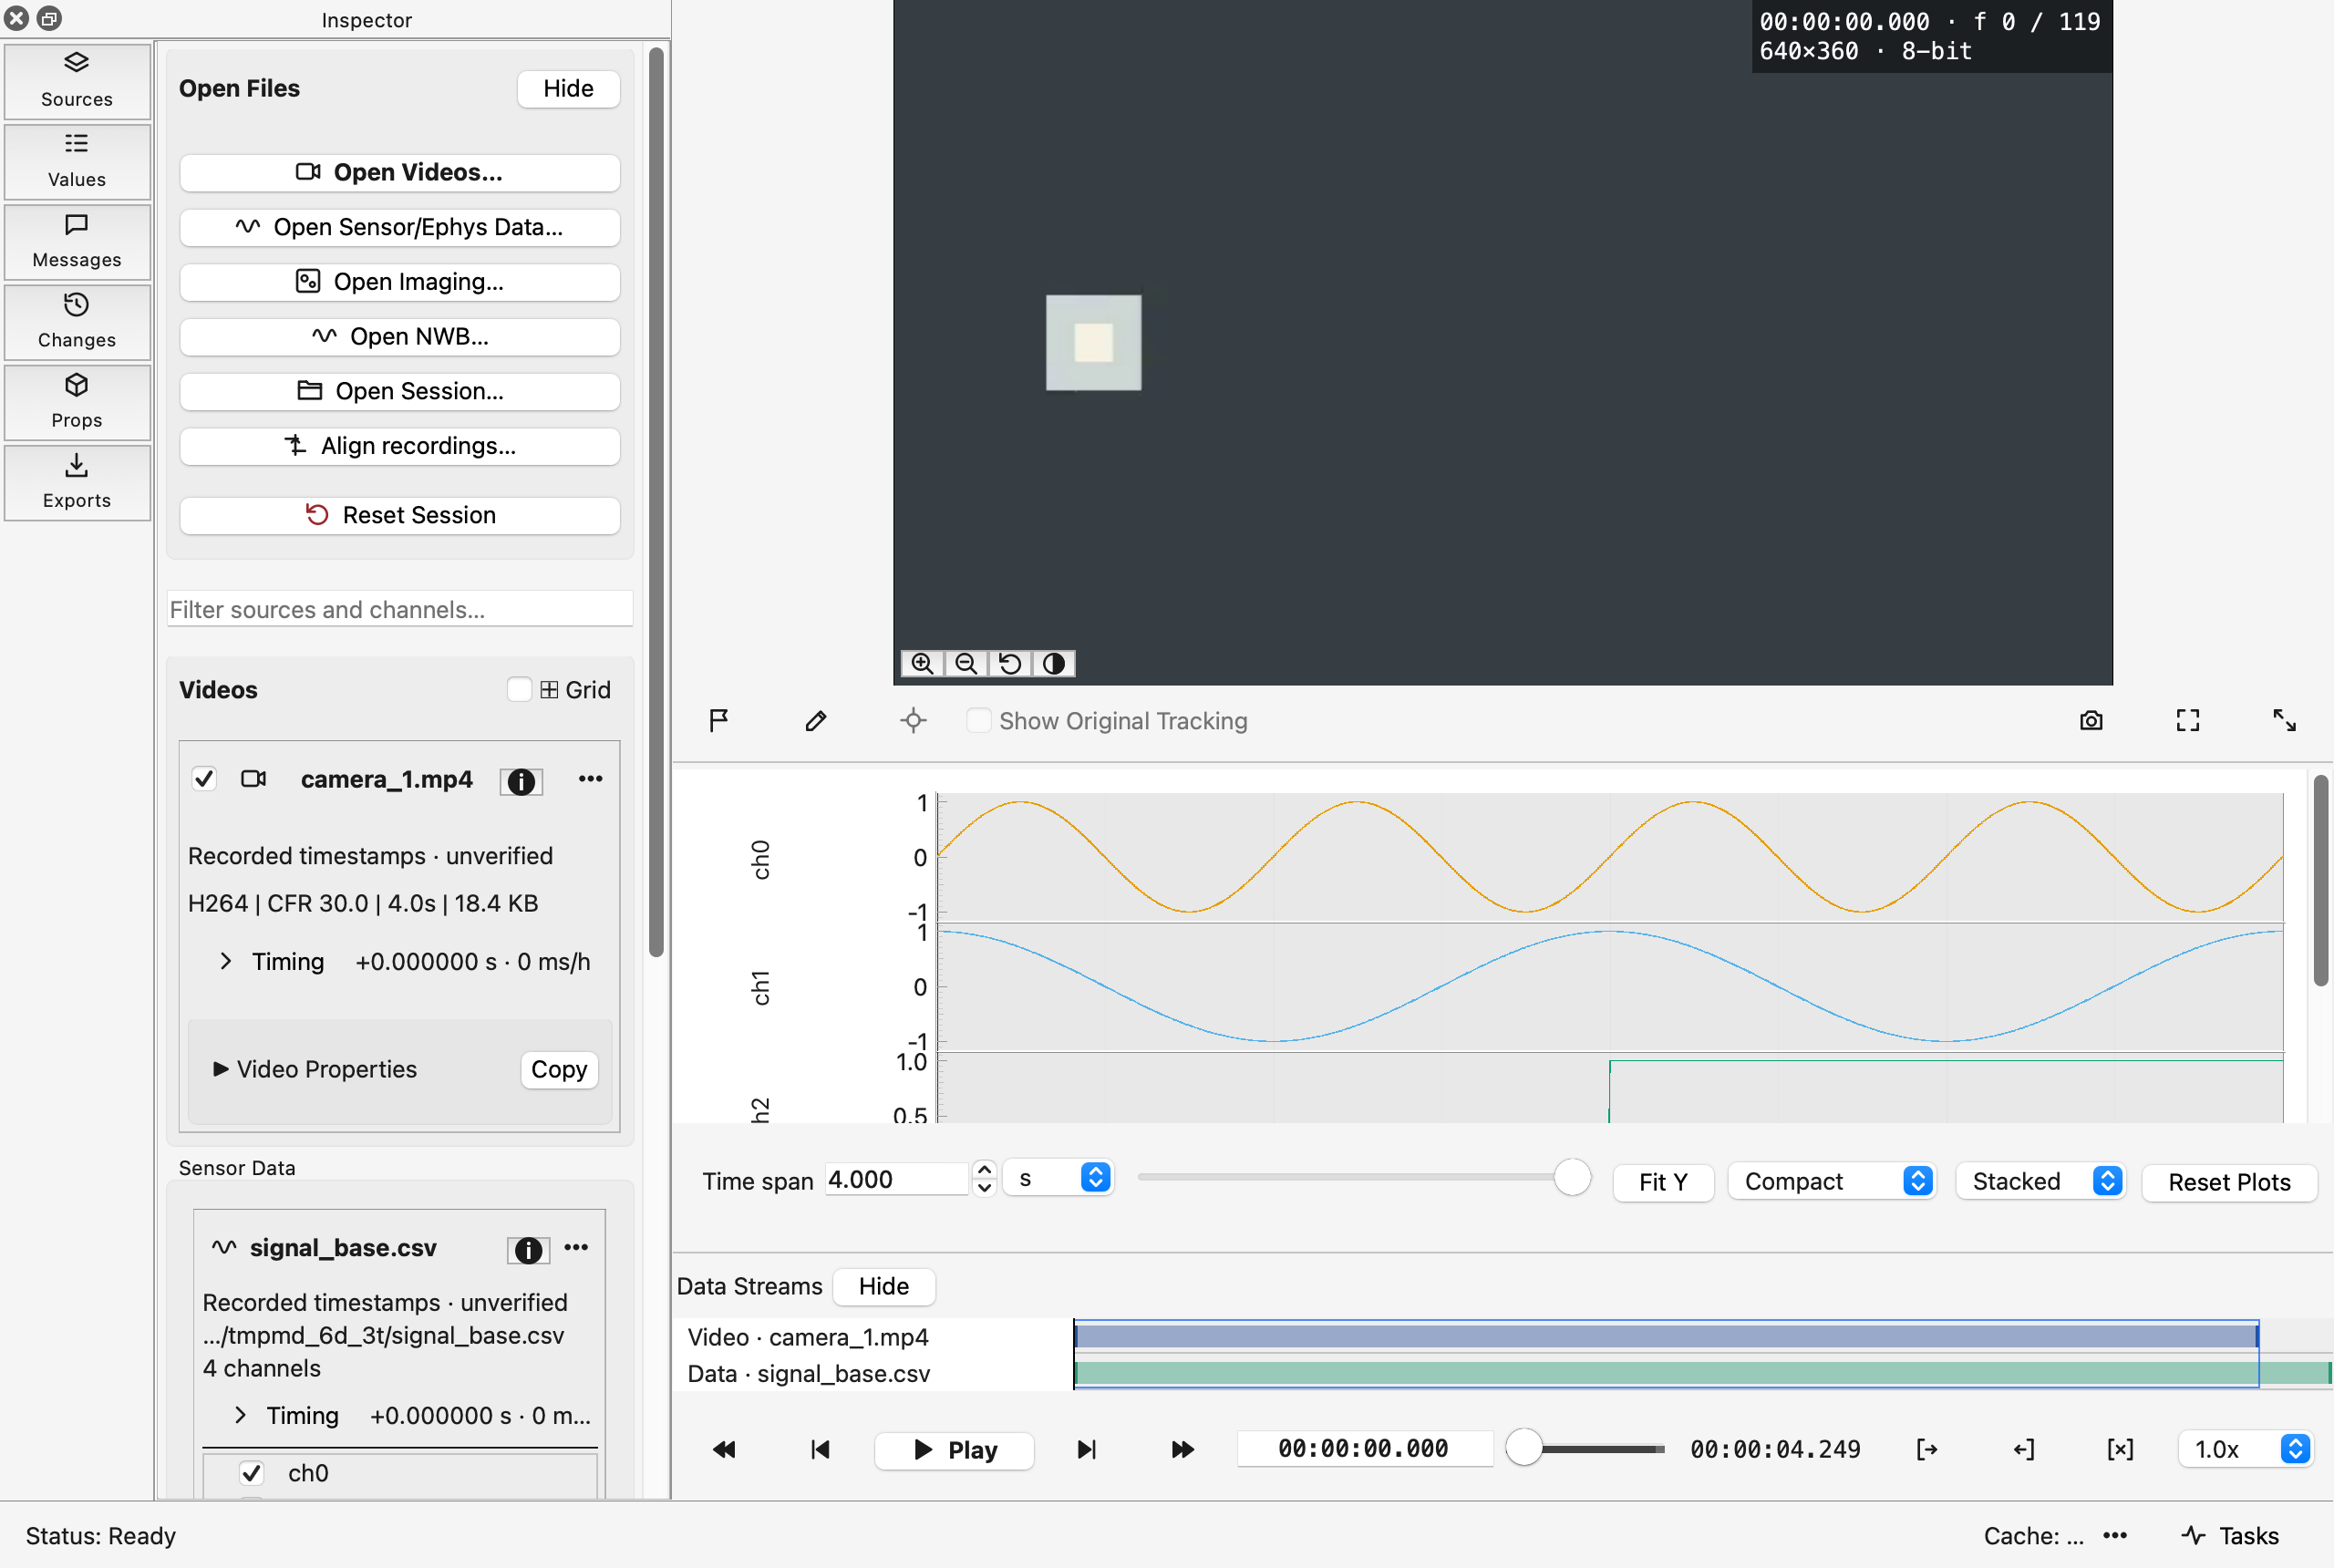 Inspector
Sources
Values
Messages
Changes
Props
Exports
Open Files
Hide
Open Videos...
Open Sensor/Ephys Data...
Open Imaging...
Open NWB...
Open Session...
Align recordings...
Reset Session
Filter sources and channels...
Videos
Grid
camera_1.mp4
Recorded timestamps · unverified
H264 | CFR 30.0 | 4.0s | 18.4 KB
Timing +0.000000 s · 0 ms/h
Video Properties
Copy
Sensor Data
signal_base.csv
Recorded timestamps · unverified
.../tmpmd_6d_3t/signal_base.csv
4 channels
Timing +0.000000 s · 0 m...
ch0
00:00:00.000 · f 0 / 119
640×360 · 8-bit
Show Original Tracking
ch0
1
0
-1
ch1
1
0
-1
h2
1.0
0.5
Time span 4.000 s
Fit Y
Compact
Stacked
Reset Plots
Data Streams
Hide
Video · camera_1.mp4
Data · signal_base.csv
Play
00:00:00.000
00:00:04.249
1.0x
Status: Ready
Cache: ...
Tasks